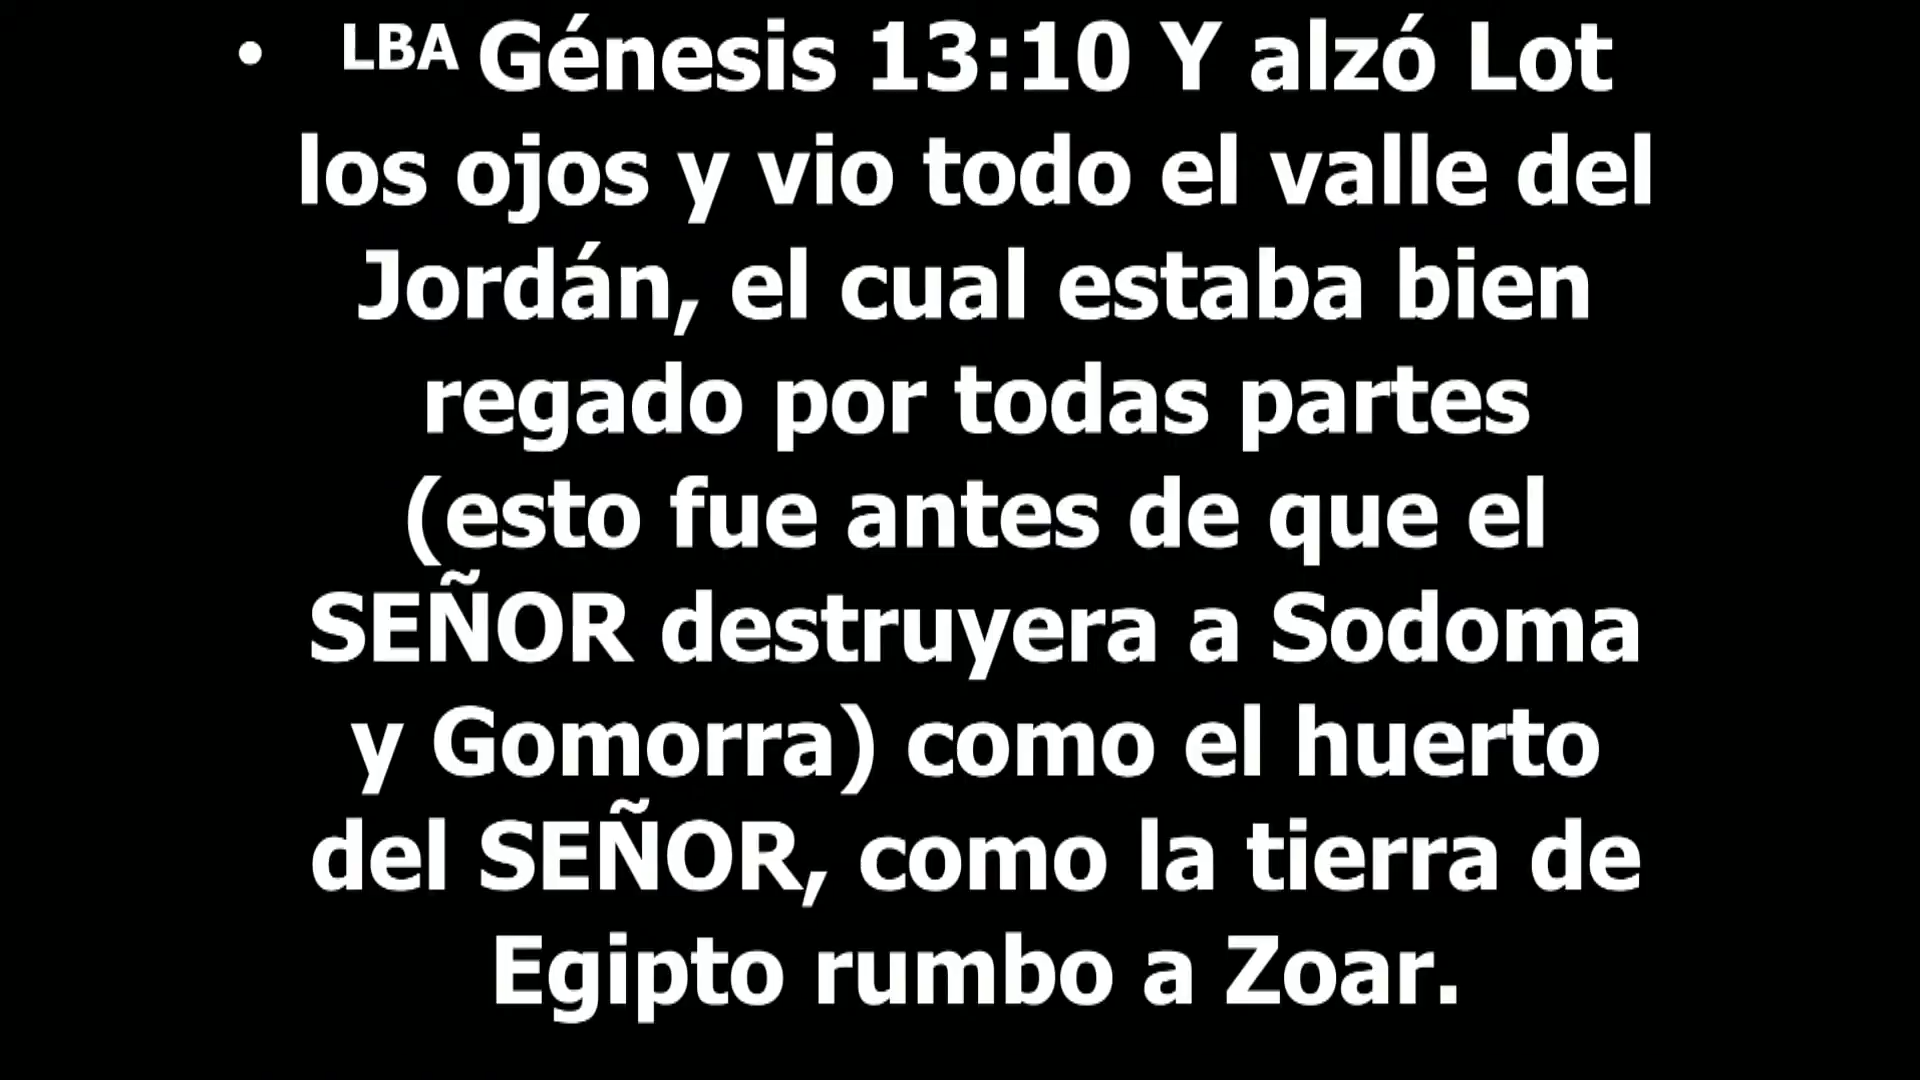 • LBA Génesis 13:10 Y alzó Lot
los ojos y vio todo el valle del
Jordán, el cual estaba bien
regado por todas partes
(esto fue antes de que el
SEÑOR destruyera a Sodoma
y Gomorra) como el huerto
del SEÑOR, como la tierra de
Egipto rumbo a Zoar.